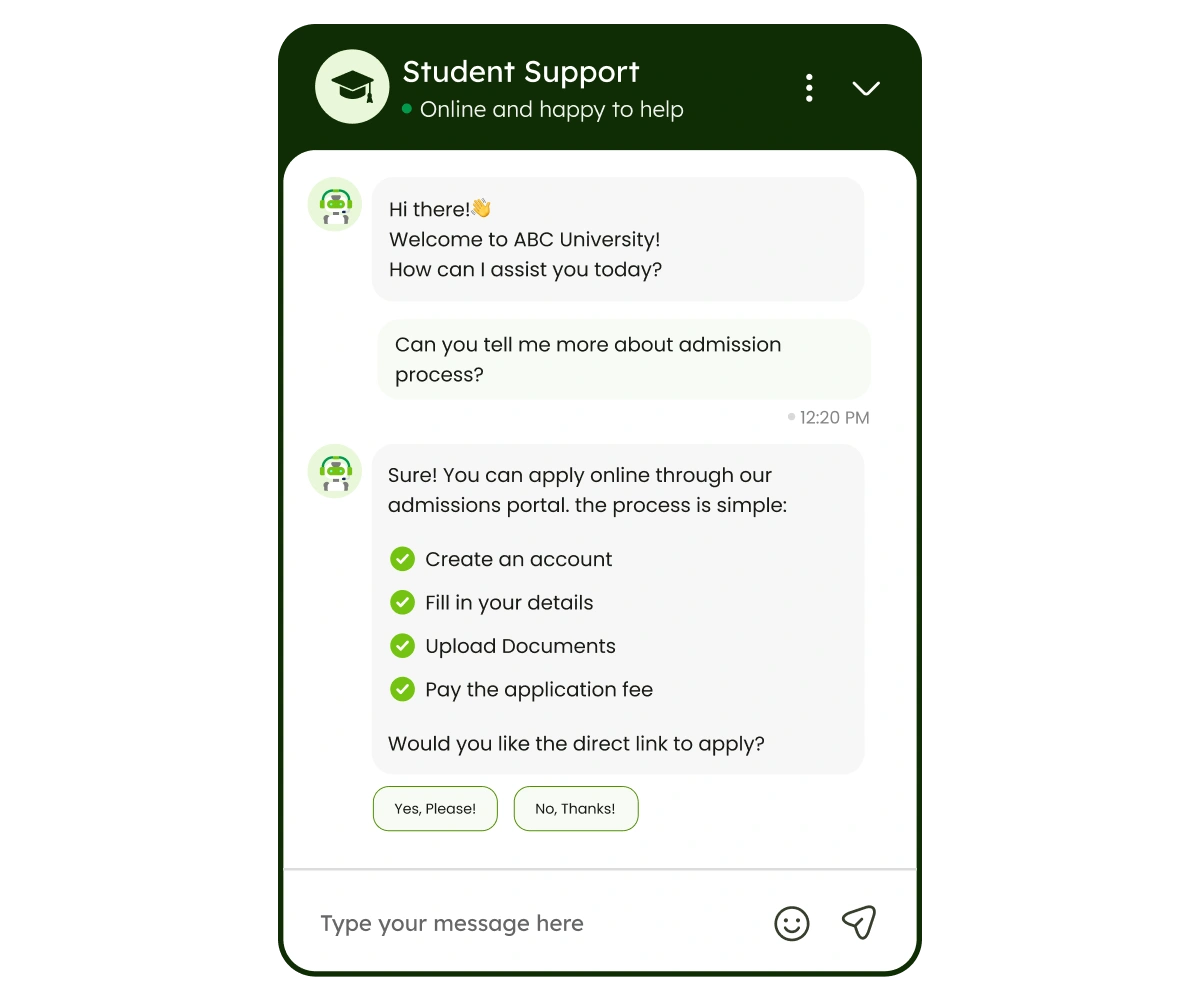 Student Support
Online and happy to help
Hi there!👋
Welcome to ABC University!
How can I assist you today?
Can you tell me more about admission
process?
12:20 PM
Sure! You can apply online through our
admissions portal. the process is simple:
Create an account
Fill in your details
Upload Documents
Pay the application fee
Would you like the direct link to apply?
Yes, Please!
No, Thanks!
Type your message here